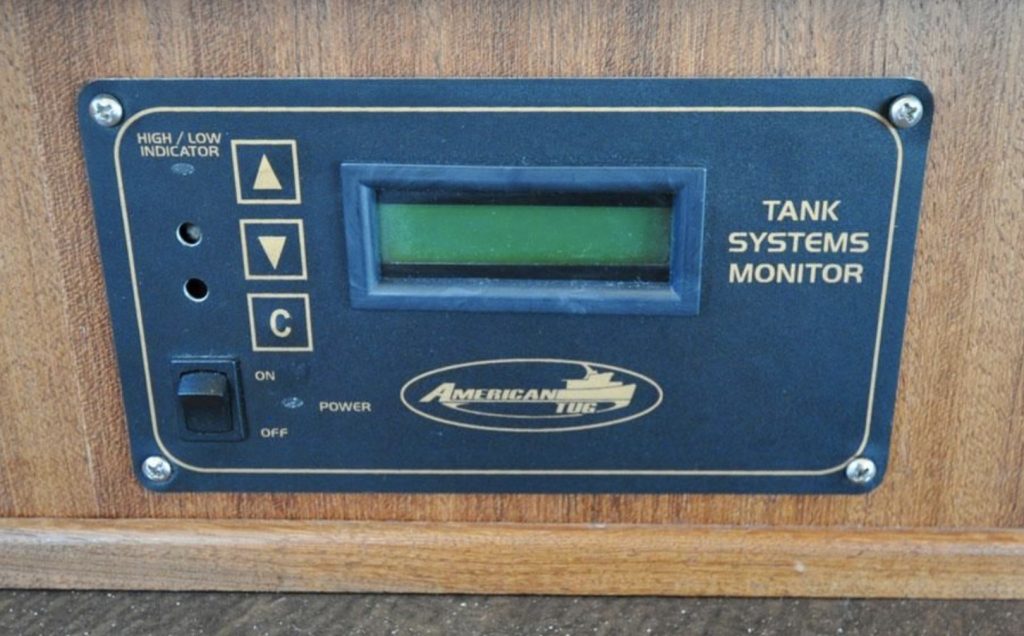 HIGH / LOW
INDICATOR
TANK
SYSTEMS
MONITOR
C
ON
POWER
OFF
AMERICAN
TUG